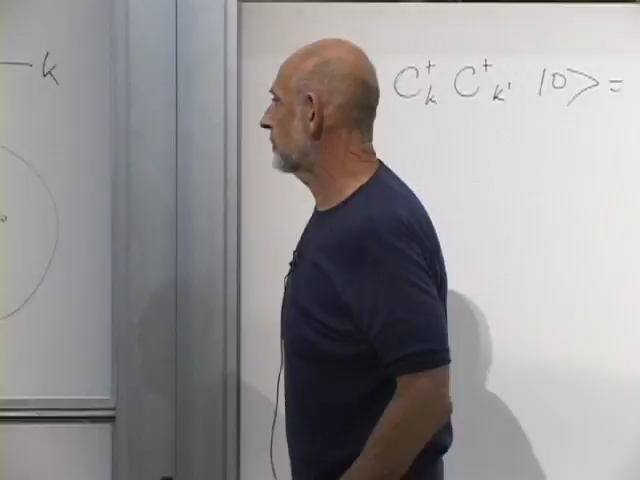 k
C⁺ₖ C⁺ₖ' |0> =